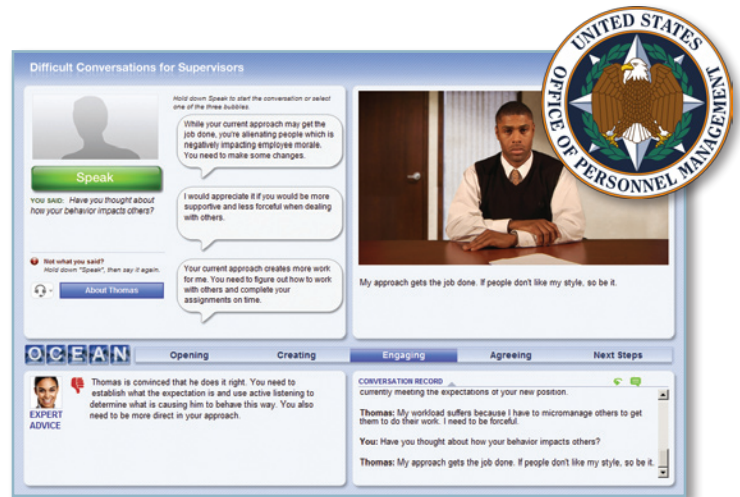 UNITED STATES
OFFICE OF PERSONNEL MANAGEMENT
Difficult Conversations for Supervisors
Hold down Speak to start the conversation or select
one of the three bubbles.
While your current approach may get the
job done, you're alienating people which is
negatively impacting employee morale.
You need to make some changes.
Speak
YOU SAID: Have you thought about
how your behavior impacts others?
I would appreciate it if you would be more
supportive and less forceful when dealing
with others.
Not what you said?
Hold down "Speak", then say it again.
About Thomas
Your current approach creates more work
for me. You need to figure out how to work
with others and complete your
assignments on time.
My approach gets the job done. If people don't like my style, so be it.
OCEAN
Opening
Creating
Engaging
Agreeing
Next Steps
EXPERT
ADVICE
Thomas is convinced that he does it right. You need to
establish what the expectation is and use active listening to
determine what is causing him to behave this way. You also
need to be more direct in your approach.
CONVERSATION RECORD
currently meeting the expectations of your new position.
Thomas: My workload suffers because I have to micromanage others to get
them to do their work. I need to be forceful.
You: Have you thought about how your behavior impacts others?
Thomas: My approach gets the job done. If people don't like my style, so be it.